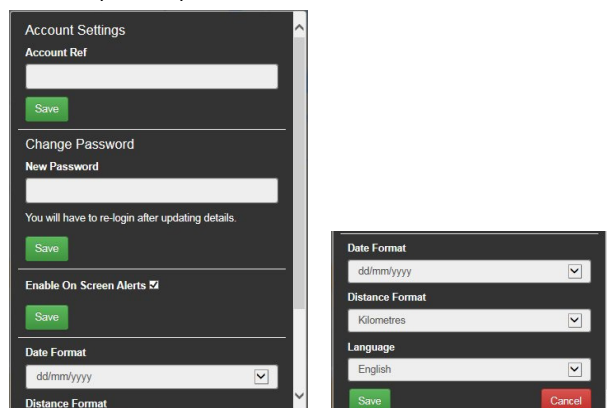 Account Settings
Account Ref
Save
Change Password
New Password
You will have to re-login after updating details.
Save
Enable On Screen Alerts
Save
Date Format
dd/mm/yyyy
Distance Format
Date Format
dd/mm/yyyy
Distance Format
Kilometres
Language
English
Save Cancel